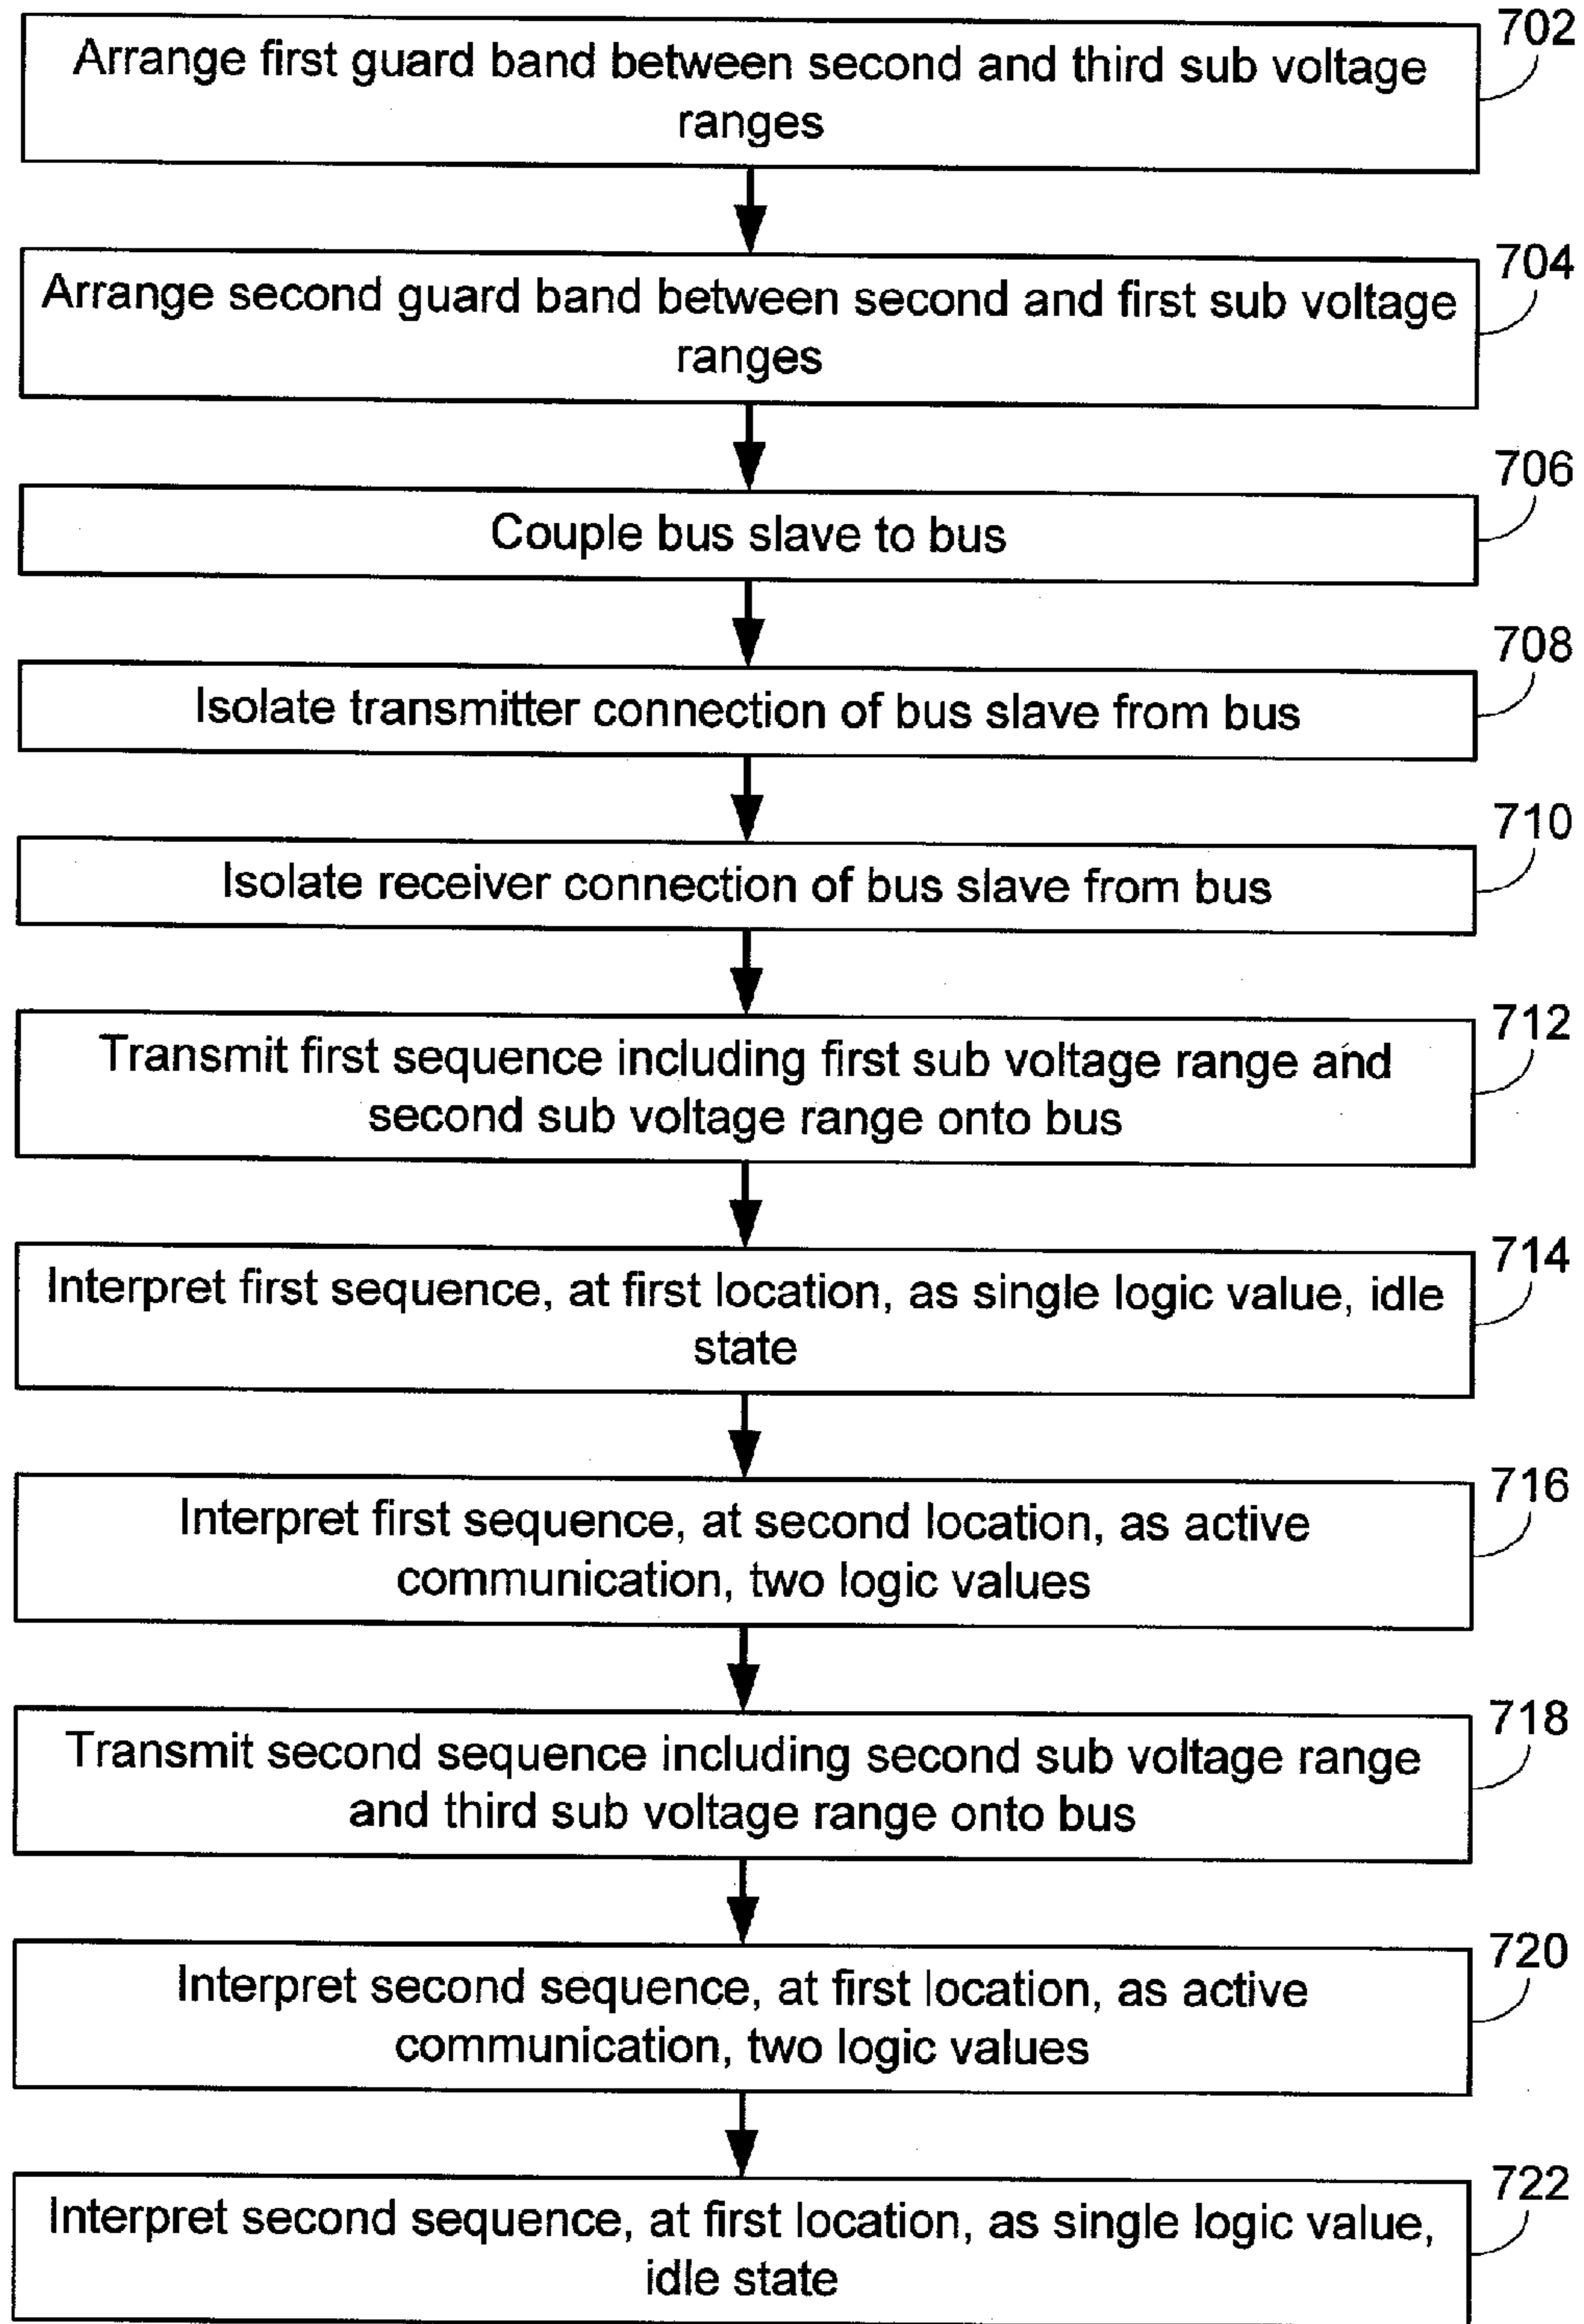 702
Arrange first guard band between second and third sub voltage
ranges
704
Arrange second guard band between second and first sub voltage
ranges
706
Couple bus slave to bus
708
Isolate transmitter connection of bus slave from bus
710
Isolate receiver connection of bus slave from bus
712
Transmit first sequence including first sub voltage range and
second sub voltage range onto bus
714
Interpret first sequence, at first location, as single logic value, idle
state
716
Interpret first sequence, at second location, as active
communication, two logic values
718
Transmit second sequence including second sub voltage range
and third sub voltage range onto bus
720
Interpret second sequence, at first location, as active
communication, two logic values
722
Interpret second sequence, at first location, as single logic value,
idle state